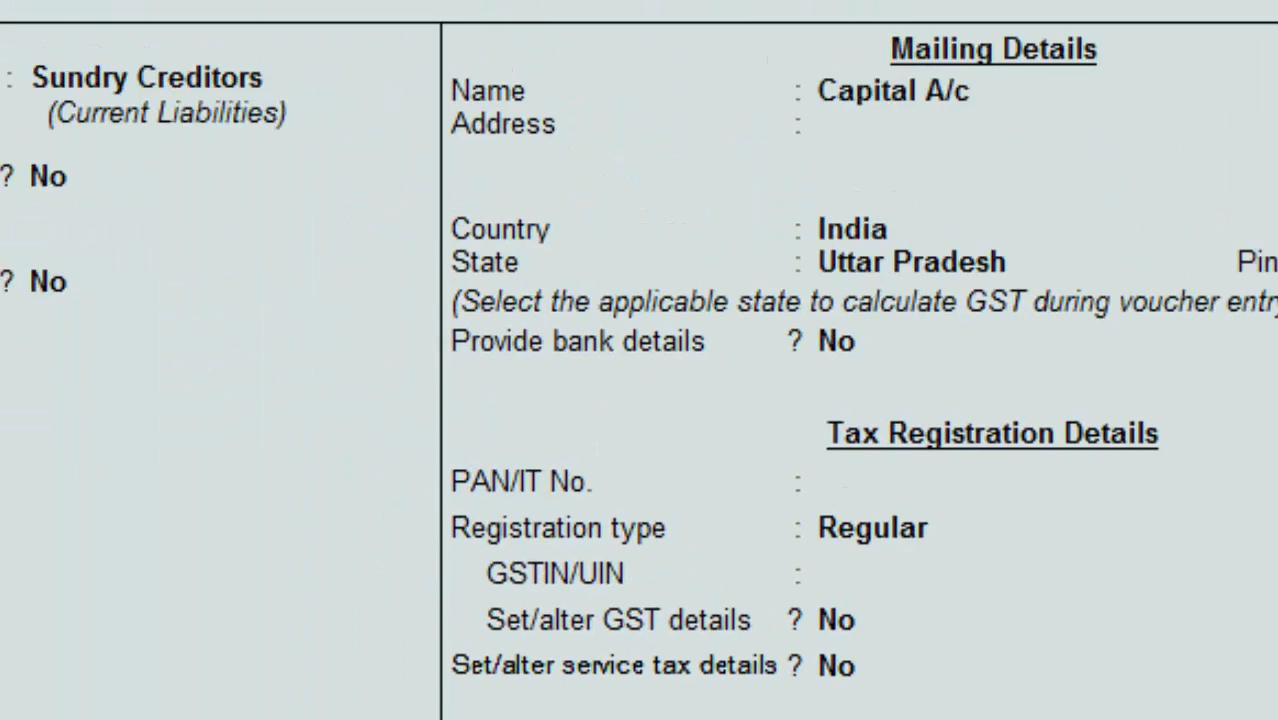 : Sundry Creditors
(Current Liabilities)
? No
? No
Mailing Details
Name : Capital A/c
Address :
Country : India
State : Uttar Pradesh Pin
(Select the applicable state to calculate GST during voucher entry
Provide bank details ? No
Tax Registration Details
PAN/IT No. :
Registration type : Regular
GSTIN/UIN :
Set/alter GST details ? No
Set/alter service tax details ? No